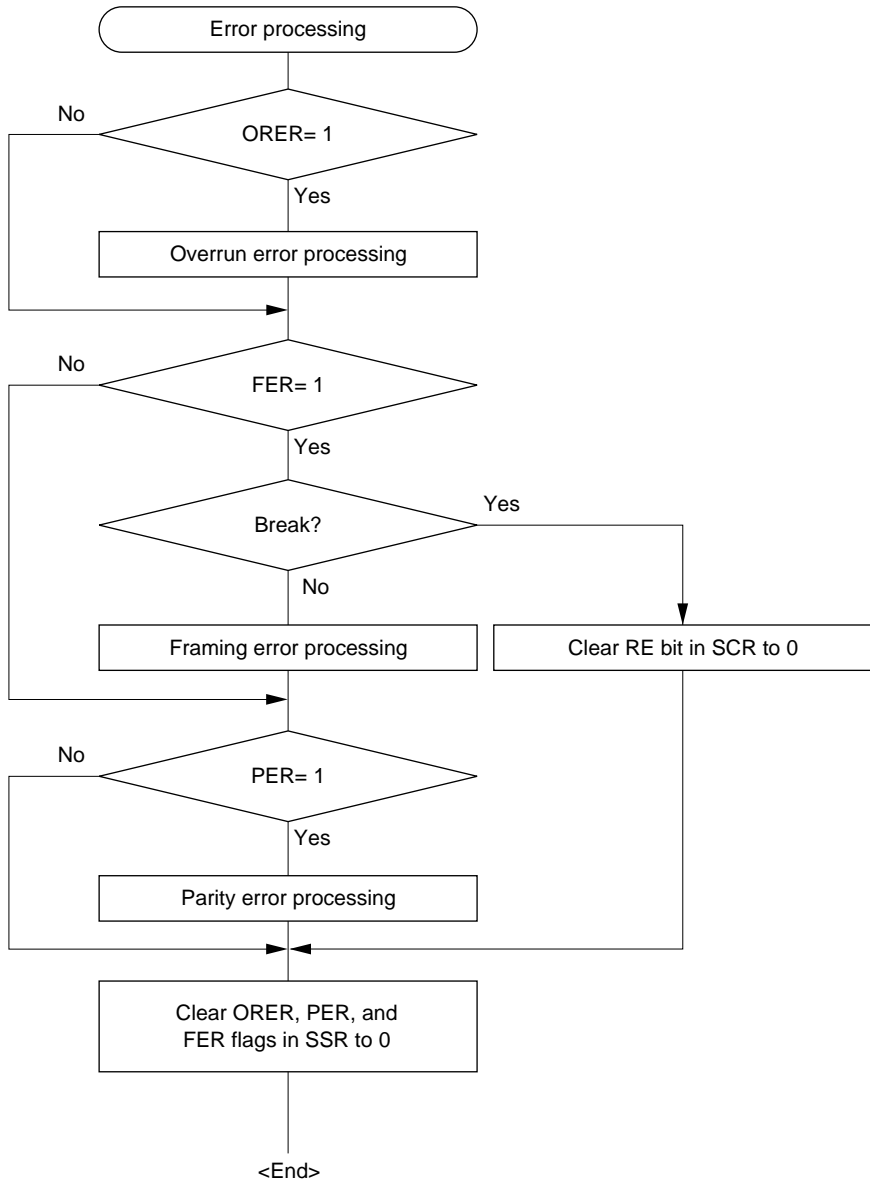 Error processing
No
ORER= 1
Yes
Overrun error processing
No
FER= 1
Yes
Yes
Break?
No
Framing error processing
Clear RE bit in SCR to 0
No
PER= 1
Yes
Parity error processing
Clear ORER, PER, and
FER flags in SSR to 0
<End>